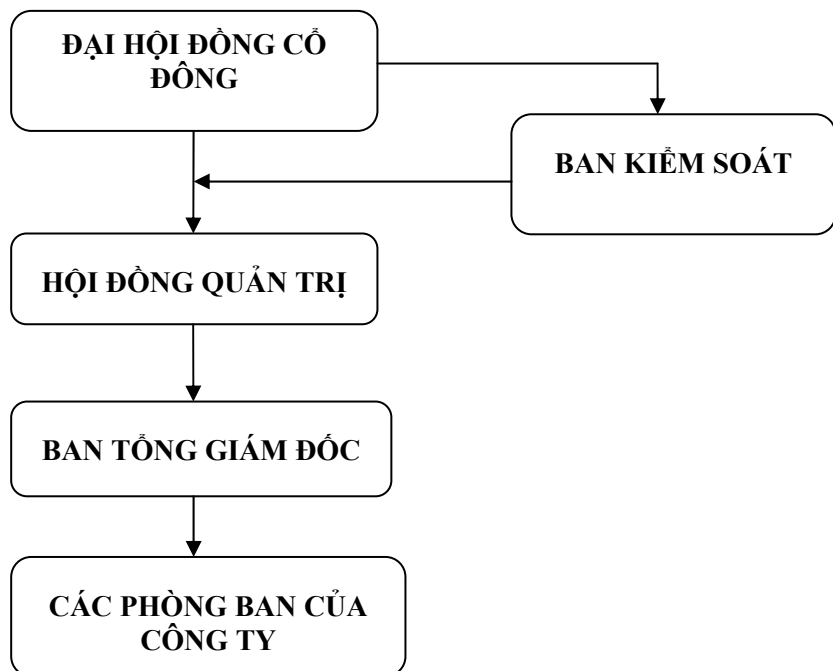 ĐẠI HỘI ĐỒNG CỔ
ĐÔNG
BAN KIỂM SOÁT
HỘI ĐỒNG QUẢN TRỊ
BAN TỔNG GIÁM ĐỐC
CÁC PHÒNG BAN CỦA
CÔNG TY